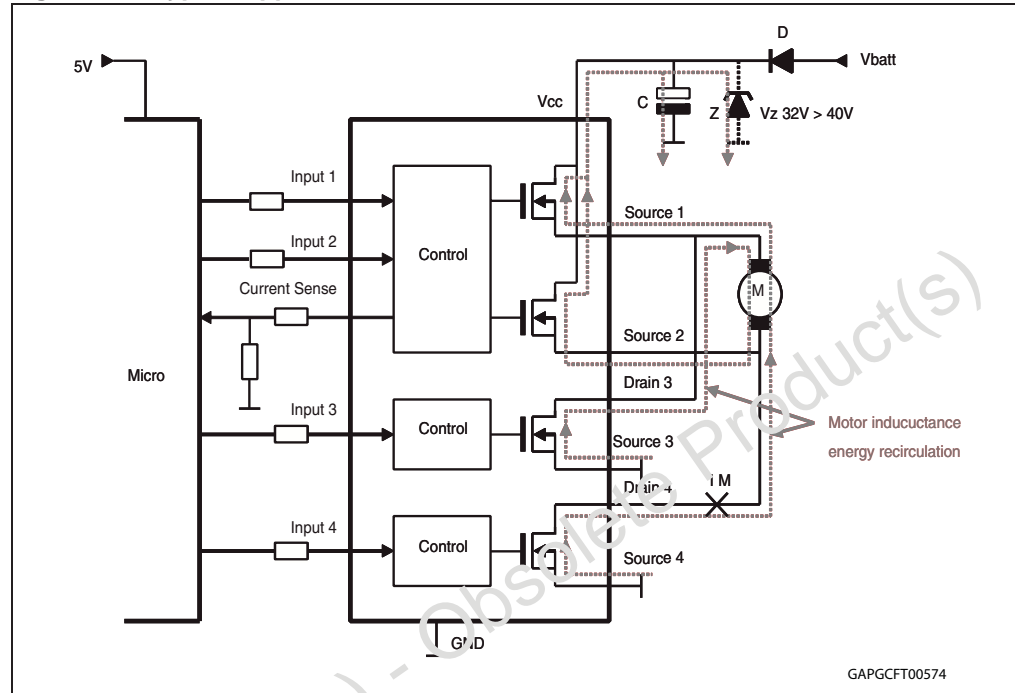 D
5V
Vbatt
Vcc
C
Z
Vz 32V > 40V
Input 1
Source 1
Input 2
Control
Current Sense
M
Source 2
Micro
Drain 3
Input 3
Control
Source 3
Motor inducuctance
energy recirculation
Drain 4
i M
Input 4
Control
Source 4
GND
) - Obsolete Product(s)
GAPGCFT00574